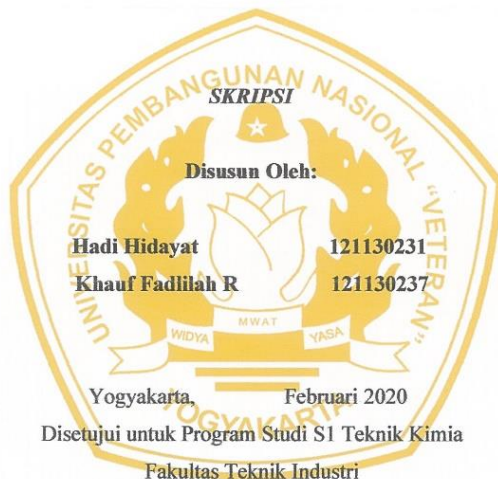 UNIVERSITAS PEMBANGUNAN NASIONAL "VETERAN"
SKRIPSI
Disusun Oleh:
Hadi Hidayat 121130231
Khauf Fadlilah R 121130237
WIDYA MWAT YASA
Yogyakarta, Februari 2020
YOGYAKARTA
Disetujui untuk Program Studi S1 Teknik Kimia
Fakultas Teknik Industri